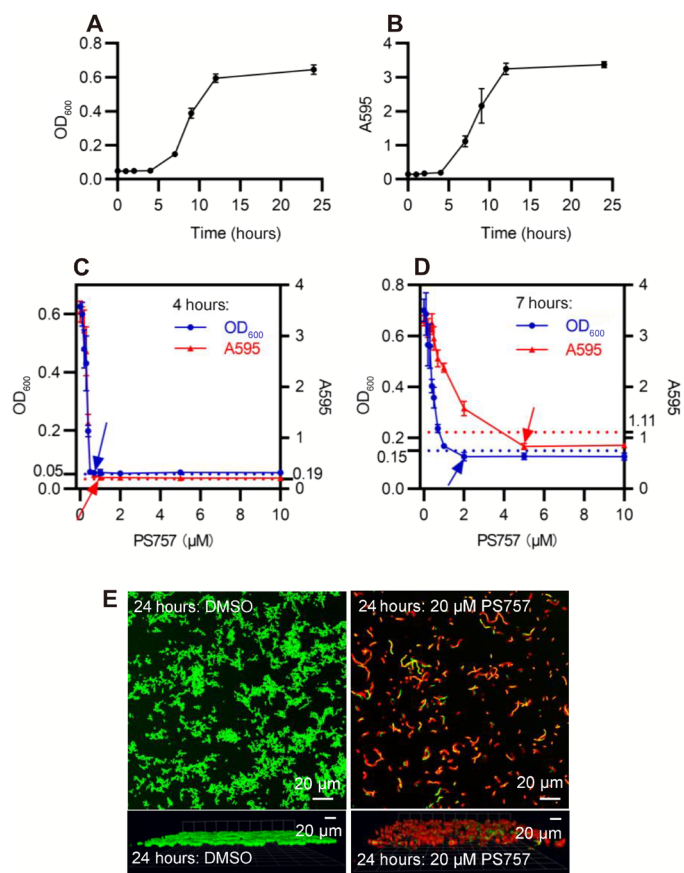 A
B
0.8
0.6
0.4
0.2
0.0
OD600
0 5 10 15 20 25
Time (hours)
4
3
2
1
0
A595
0 5 10 15 20 25
Time (hours)
C
D
4 hours:
OD600
A595
0.6
0.4
0.2
0.05
0.0
OD600
4
3
2
1
0.19
0
A595
0 2 4 6 8 10
PS757 (μM)
7 hours:
OD600
A595
0.8
0.6
0.4
0.2
0.15
0.0
OD600
4
3
2
1.11
1
0
A595
0 2 4 6 8 10
PS757 (μM)
E
24 hours: DMSO
20 μm
24 hours: 20 μM PS757
20 μm
20 μm
24 hours: DMSO
20 μm
24 hours: 20 μM PS757